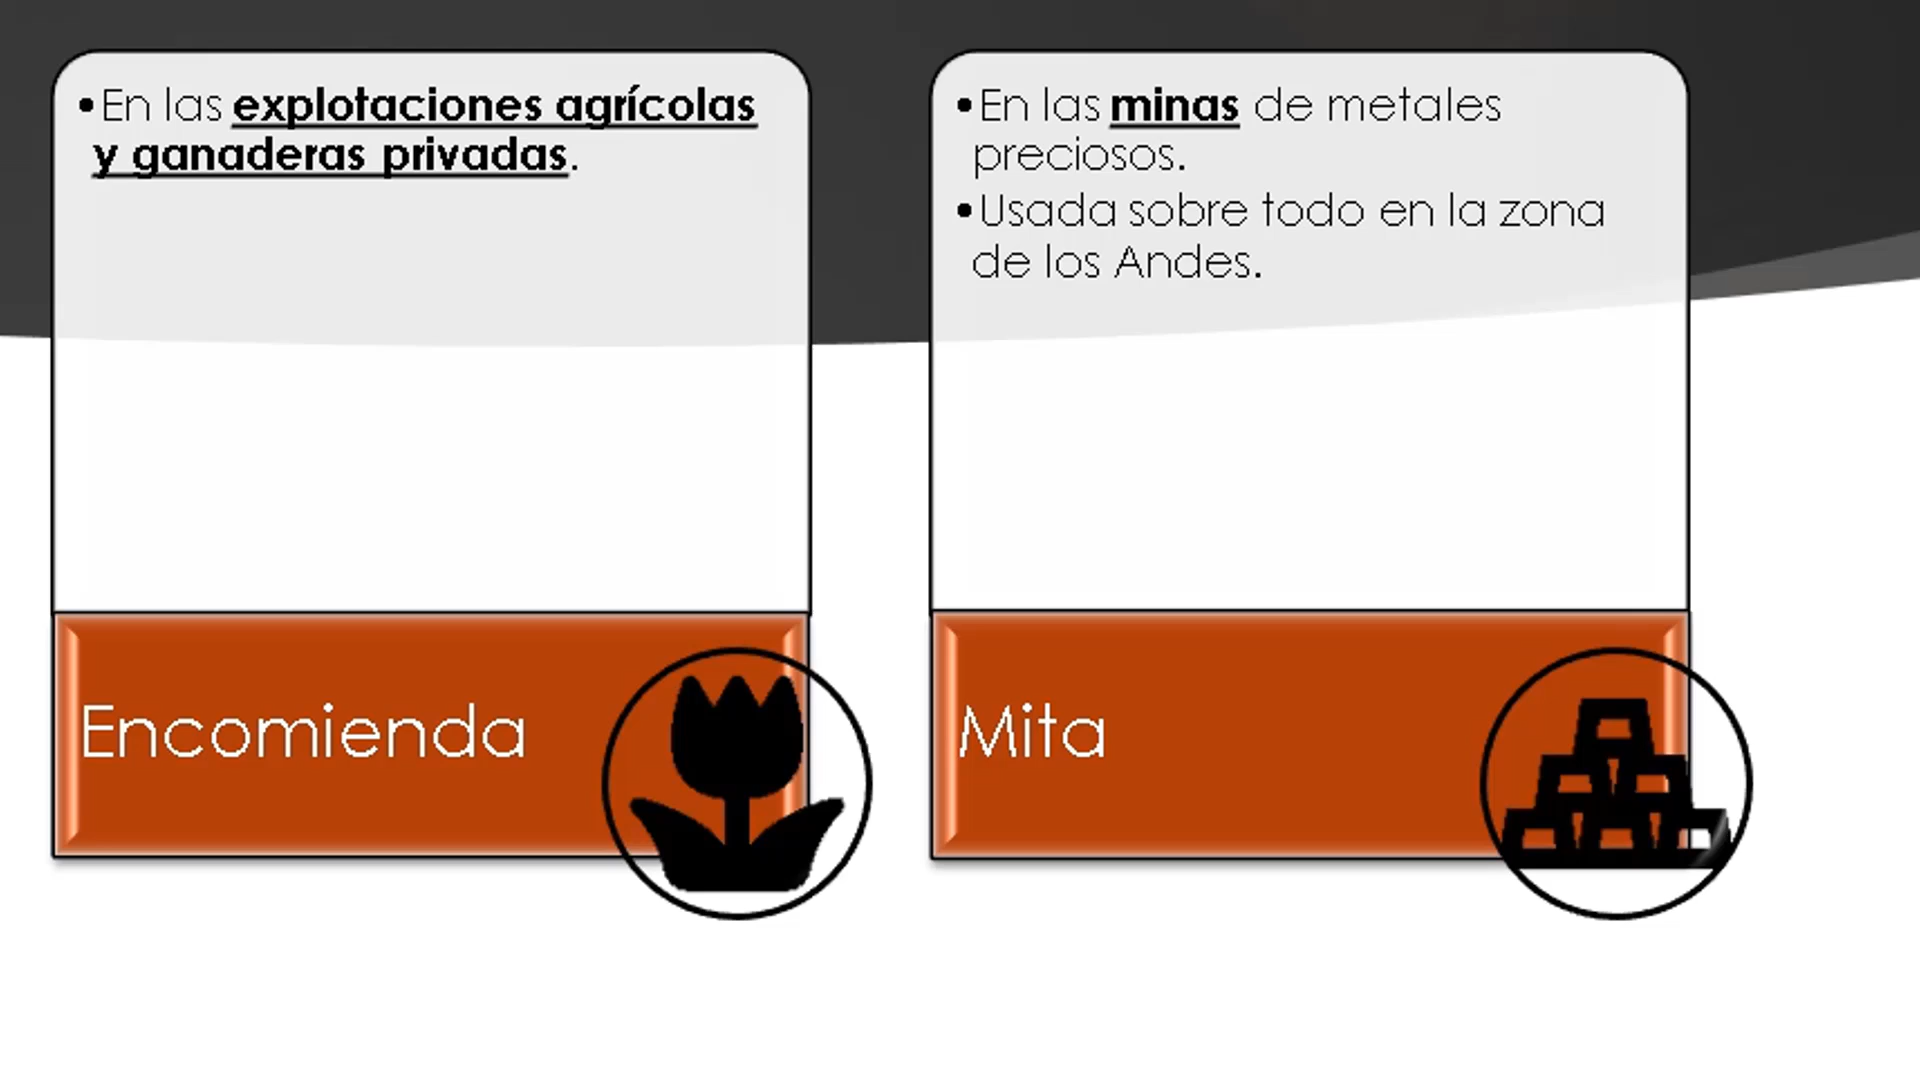 •En las explotaciones agrícolas
y ganaderas privadas.
Encomienda
•En las minas de metales
preciosos.
•Usada sobre todo en la zona
de los Andes.
Mita